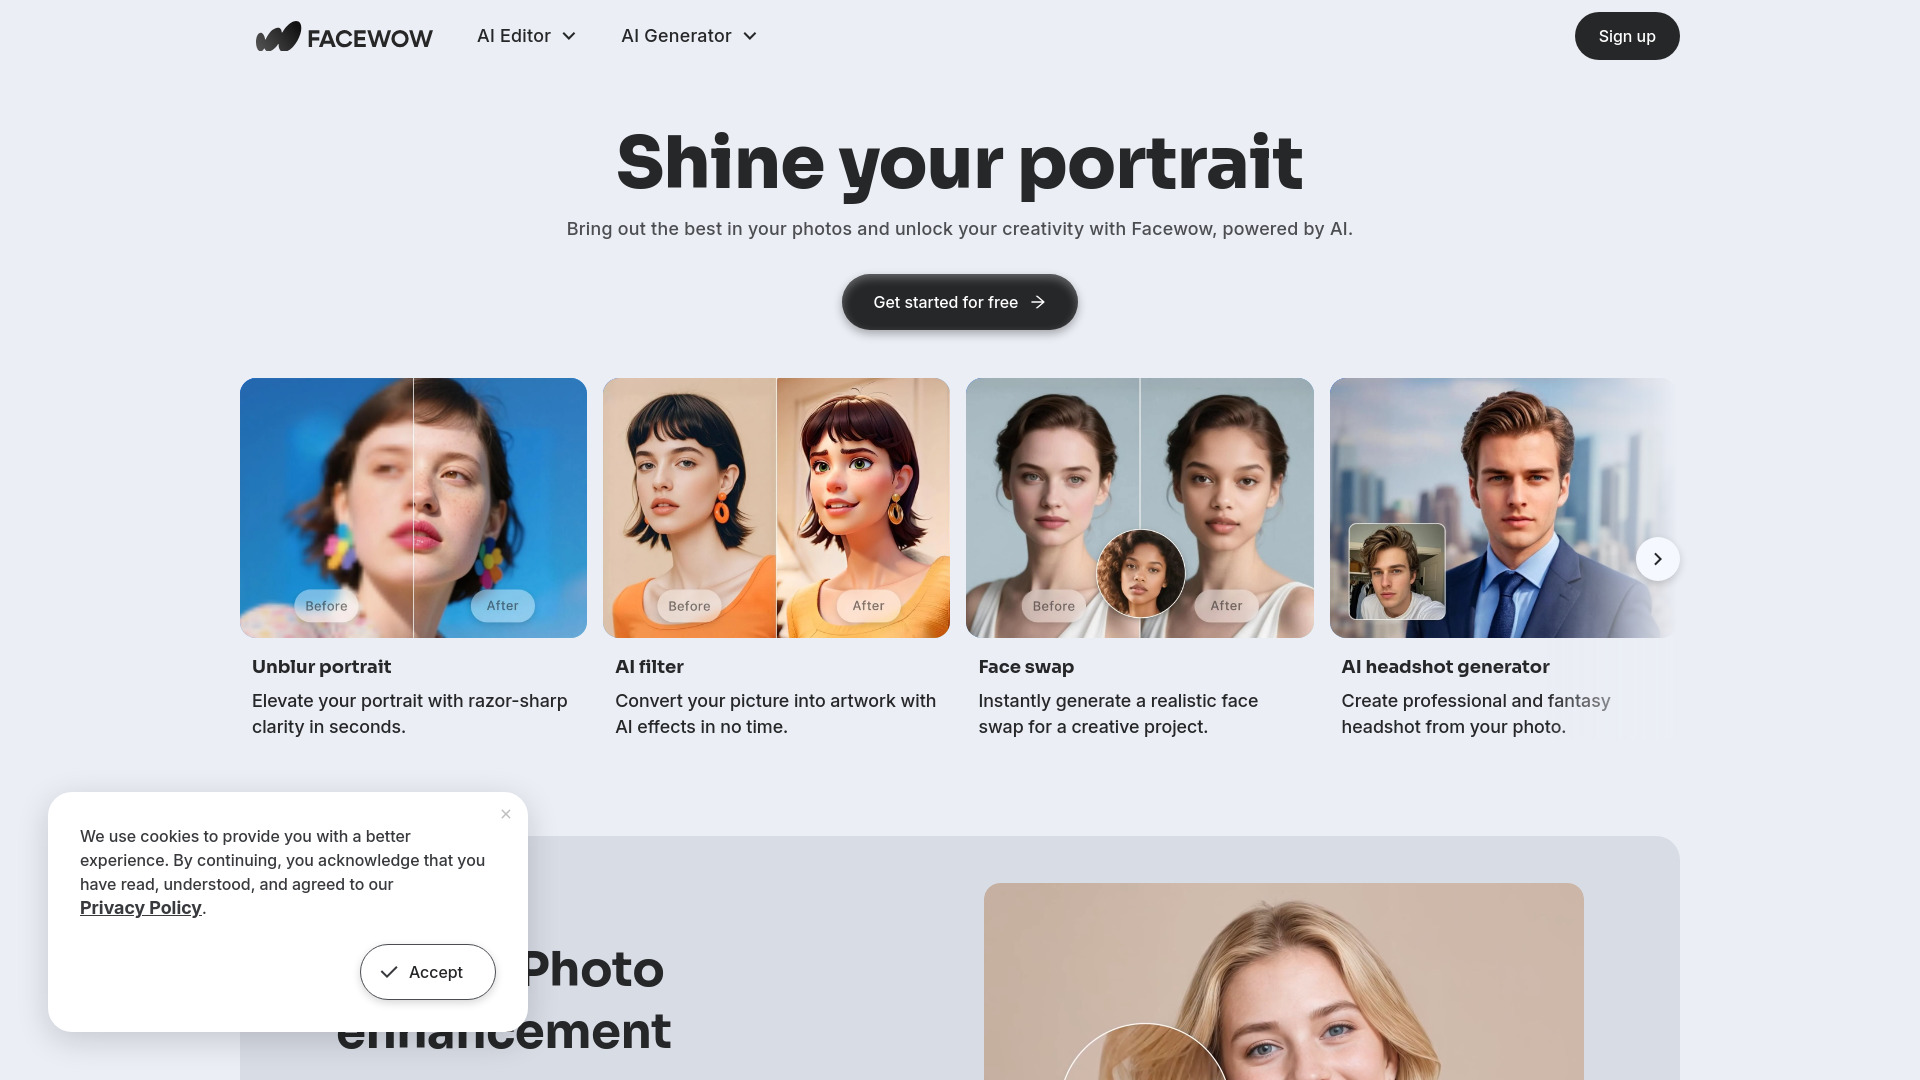 FACEWOW
AI Editor
AI Generator
Sign up
Shine your portrait
Bring out the best in your photos and unlock your creativity with Facewow, powered by AI.
Get started for free
Before
After
Before
After
Before
After
Unblur portrait
Elevate your portrait with razor-sharp
clarity in seconds.
AI filter
Convert your picture into artwork with
AI effects in no time.
Face swap
Instantly generate a realistic face
swap for a creative project.
AI headshot generator
Create professional and fantasy
headshot from your photo.
We use cookies to provide you with a better
experience. By continuing, you acknowledge that you
have read, understood, and agreed to our
Privacy Policy.
Accept
Photo
enhancement